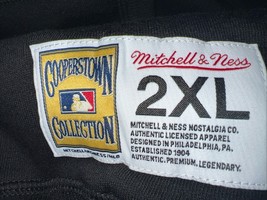 COOPERSTOWN
COLLECTION
Mitchell & Ness
2XL
MITCHELL & NESS NOSTALGIA CO.
AUTHENTIC LICENSED APPAREL
DESIGNED IN PHILADELPHIA, PA
ESTABLISHED 1904
AUTHENTIC. PREMIUM. LEGENDARY.